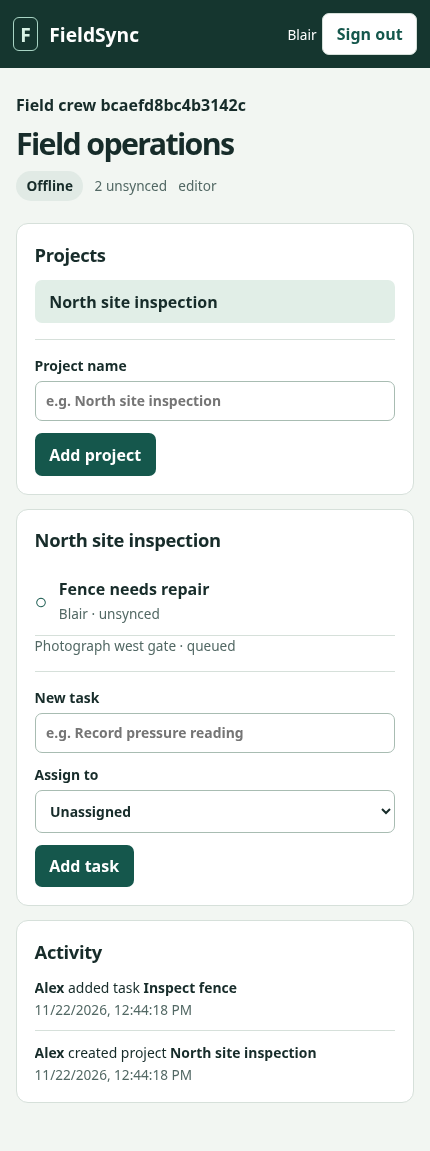 F FieldSync Blair Sign out
Field crew bcaefd8bc4b3142c
Field operations
Offline 2 unsynced editor
Projects
North site inspection
Project name
e.g. North site inspection
Add project
North site inspection
Fence needs repair
Blair · unsynced
Photograph west gate · queued
New task
e.g. Record pressure reading
Assign to
Unassigned
Add task
Activity
Alex added task Inspect fence
11/22/2026, 12:44:18 PM
Alex created project North site inspection
11/22/2026, 12:44:18 PM